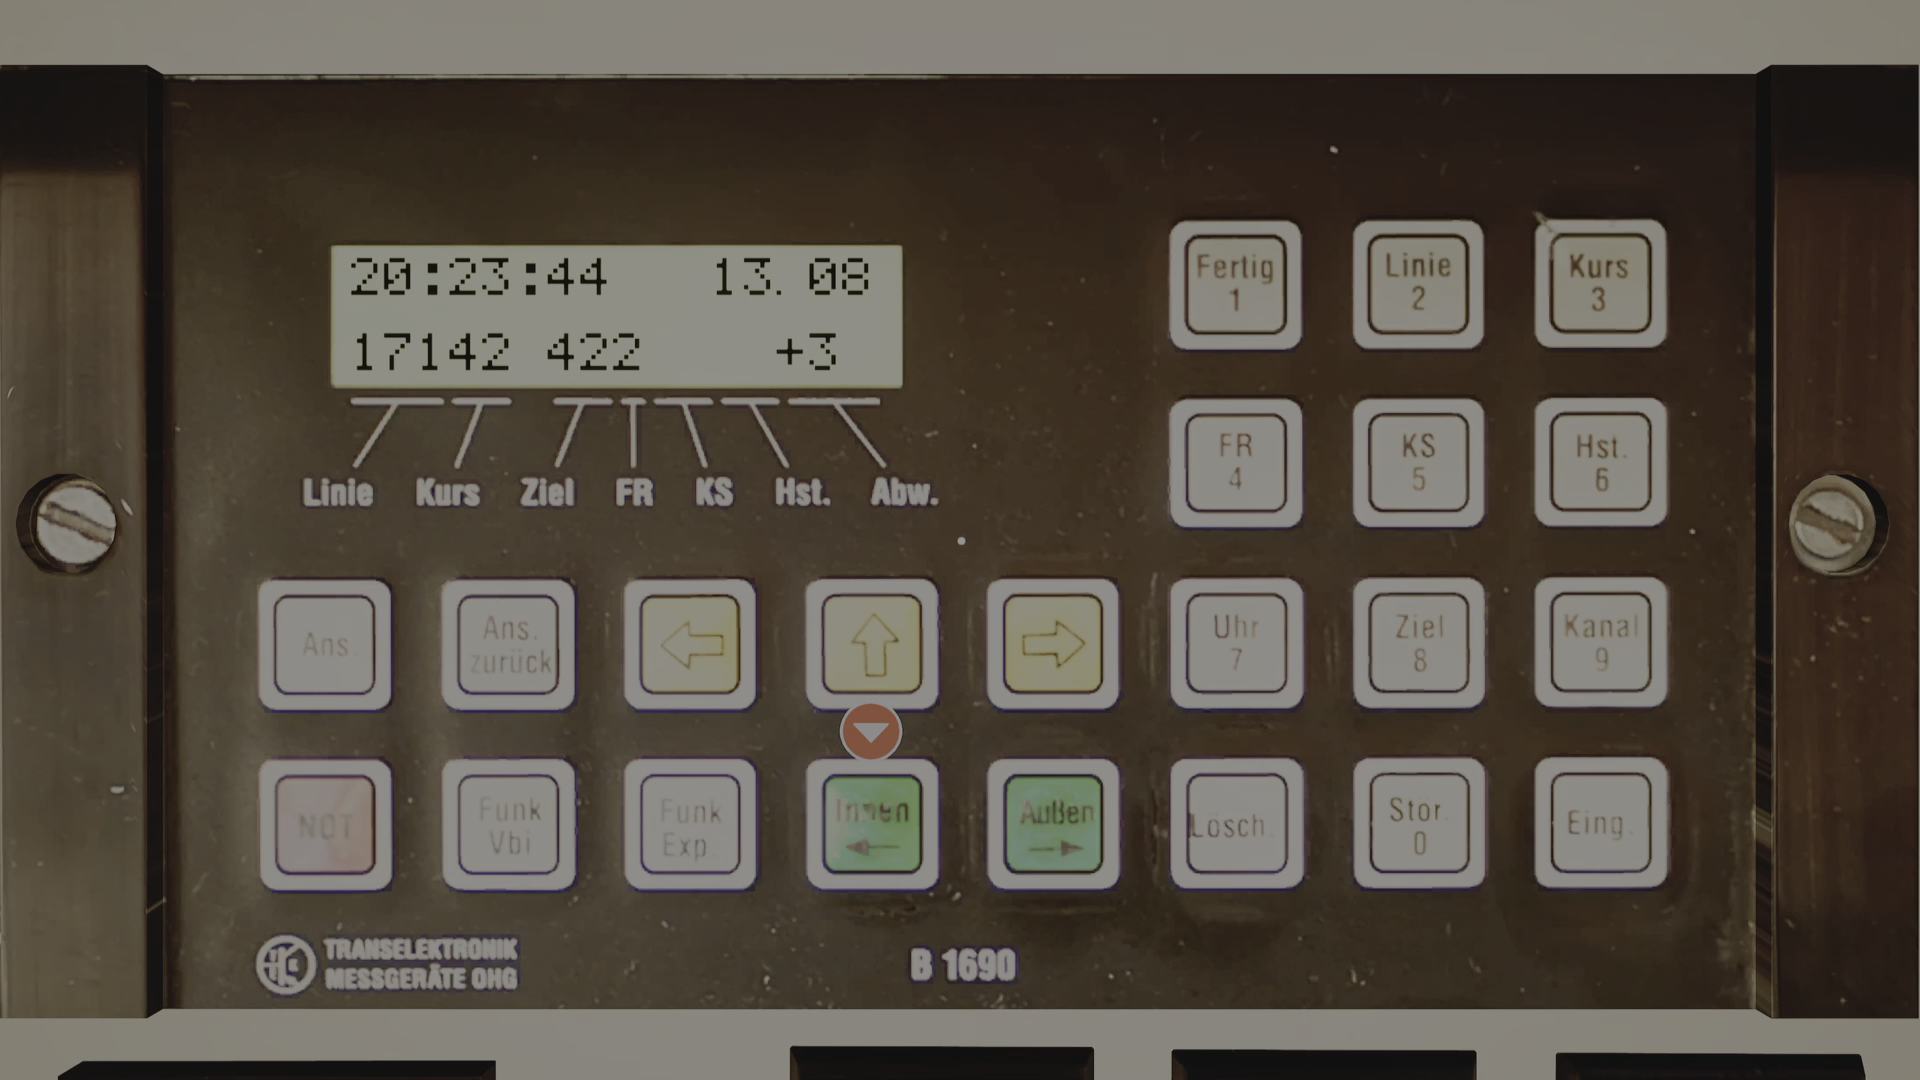 20:23:44 13.08
17142 422 +3
Linie Kurs Ziel FR KS Hst. Abw.
Fertig 1
Linie 2
Kurs 3
FR 4
KS 5
Hst. 6
Ans.
Ans. zurück
Uhr 7
Ziel 8
Kanal 9
NOT
Funk Vbi
Funk Exp.
Innen
Außen
Lösch.
Stör. 0
Eing.
TRANSELEKTRONIK
MESSGERÄTE OHG
B 1690